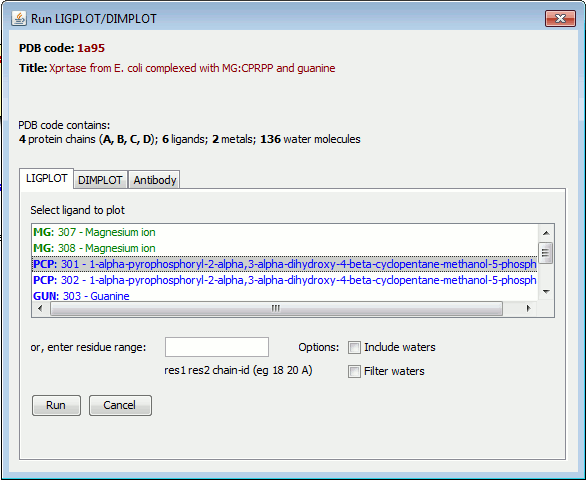 Run LIGPLOT/DIMPLOT
PDB code: 1a95
Title: Xprtase from E. coli complexed with MG:CPRPP and guanine
PDB code contains:
4 protein chains (A, B, C, D); 6 ligands; 2 metals; 136 water molecules
LIGPLOT DIMPLOT Antibody
Select ligand to plot
MG: 307 - Magnesium ion
MG: 308 - Magnesium ion
PCP: 301 - 1-alpha-pyrophosphoryl-2-alpha,3-alpha-dihydroxy-4-beta-cyclopentane-methanol-5-phosph
PCP: 302 - 1-alpha-pyrophosphoryl-2-alpha,3-alpha-dihydroxy-4-beta-cyclopentane-methanol-5-phosph
GUN: 303 - Guanine
or, enter residue range: Options: Include waters
res1 res2 chain-id (eg 18 20 A) Filter waters
Run Cancel